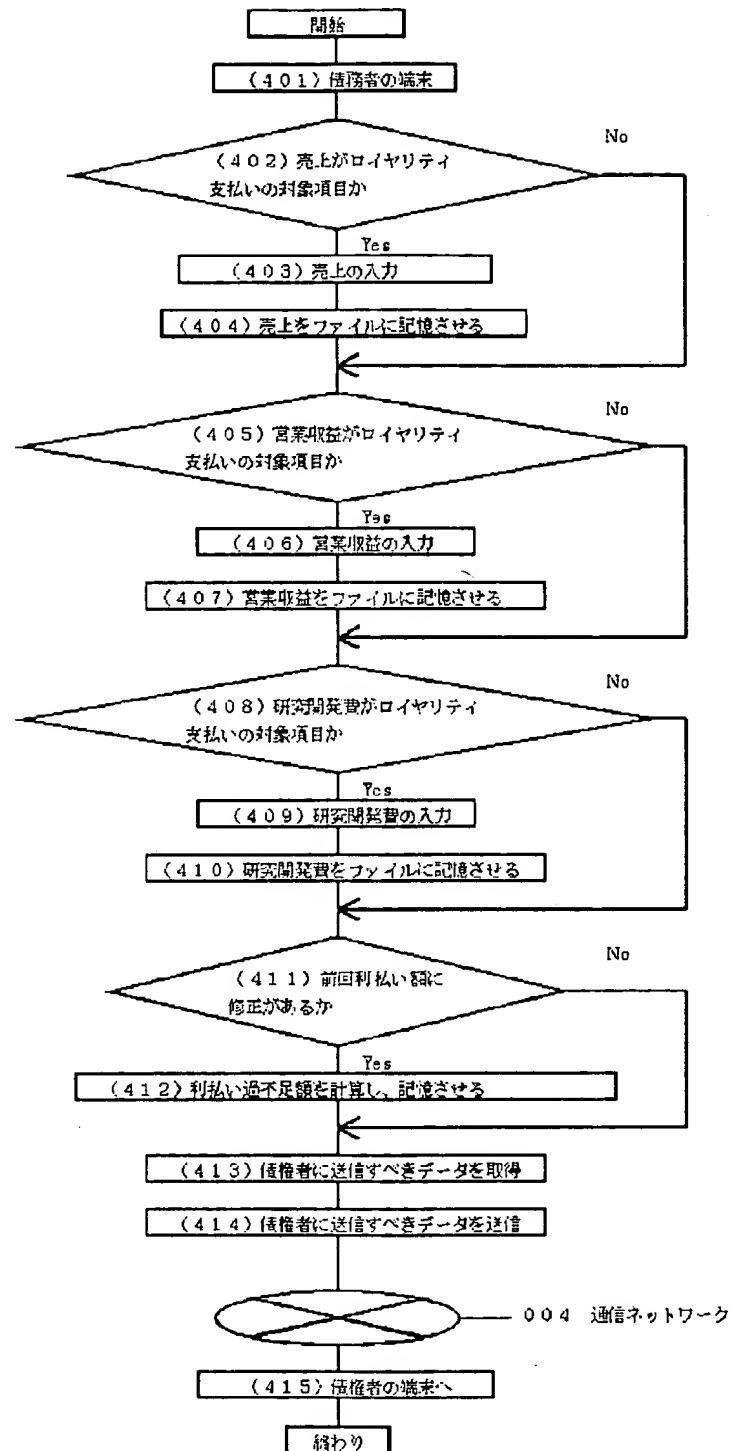 開始
(401)債務者の端末
No
(402)売上がロイヤリティ
支払いの対象項目か
Yes
(403)売上の入力
(404)売上をファイルに記憶させる
No
(405)営業収益がロイヤリティ
支払いの対象項目か
Yes
(406)営業収益の入力
(407)営業収益をファイルに記憶させる
No
(408)研究開発費がロイヤリティ
支払いの対象項目か
Yes
(409)研究開発費の入力
(410)研究開発費をファイルに記憶させる
No
(411)前回利払い額に
修正があるか
Yes
(412)利払い過不足額を計算し、記憶させる
(413)債権者に送信すべきデータを取得
(414)債権者に送信すべきデータを送信
004 通信ネットワーク
(415)債権者の端末へ
終わり